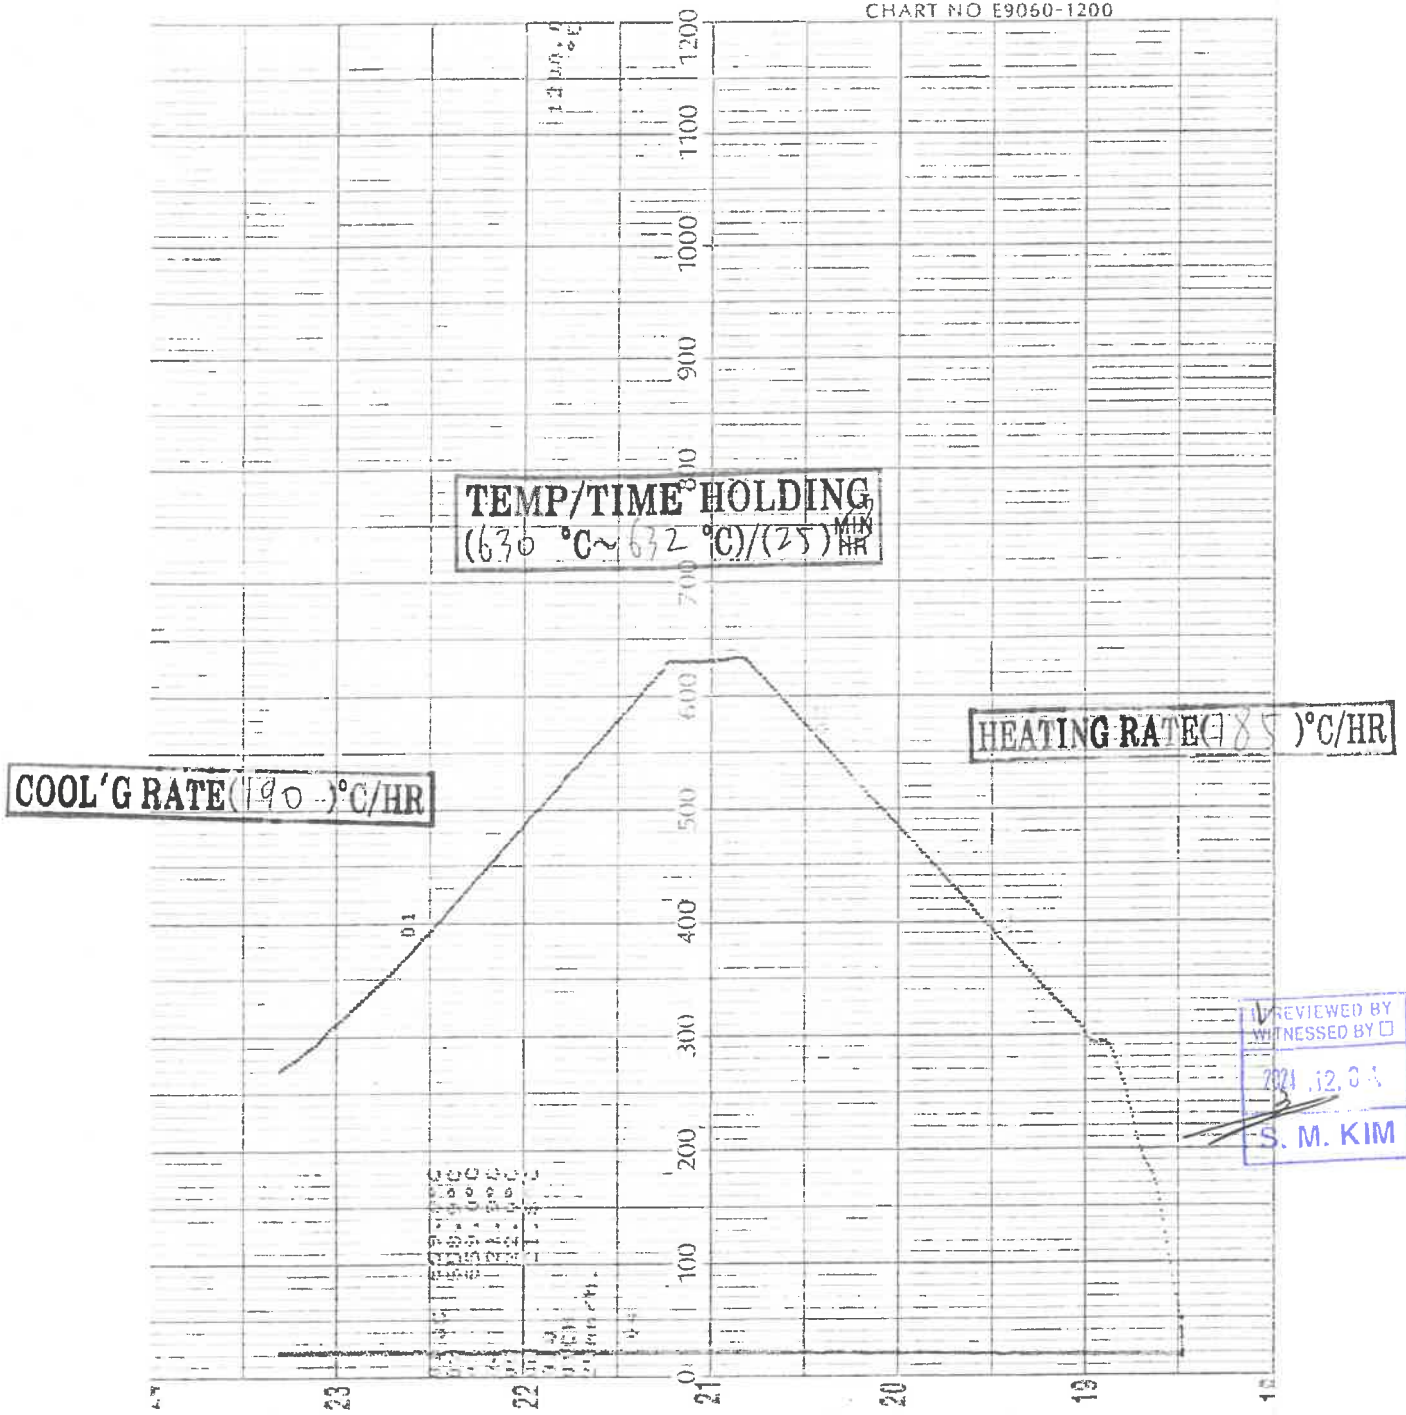 CHART NO E9060-1200
1200
1100
1000
900
800
TEMP/TIME HOLDING
(630 °C~ 632 °C)/(25) MIN
HR
700
600
HEATING RATE(185 )°C/HR
COOL'G RATE(190 )°C/HR
500
400
01
300
REVIEWED BY
WITNESSED BY
S. M. KIM
200
100
0
23
22
21
20
19